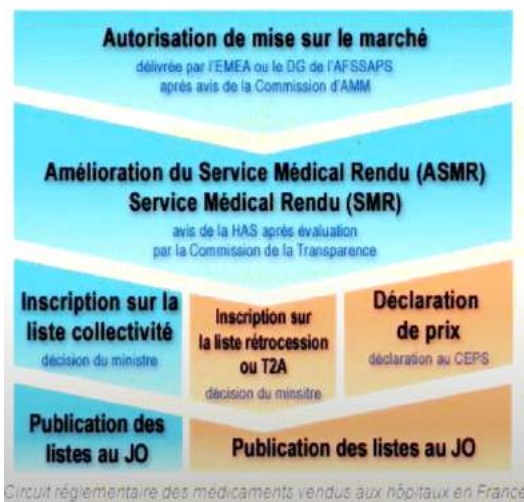 Autorisation de mise sur le marché
délivrée par l'EMEA ou le DG de l'AFSSAPS
après avis de la Commission d'AMM
Amélioration du Service Médical Rendu (ASMR)
Service Médical Rendu (SMR)
avis de la HAS après évaluation
par la Commission de la Transparence
Inscription sur la
liste collectivité
décision du ministre
Inscription sur
la liste rétrocession
ou T2A
décision du minsitre
Déclaration
de prix
déclaration au CEPS
Publication des
listes au JO
Publication des listes au JO
Circuit réglementaire des médicaments vendus aux hôpitaux en France